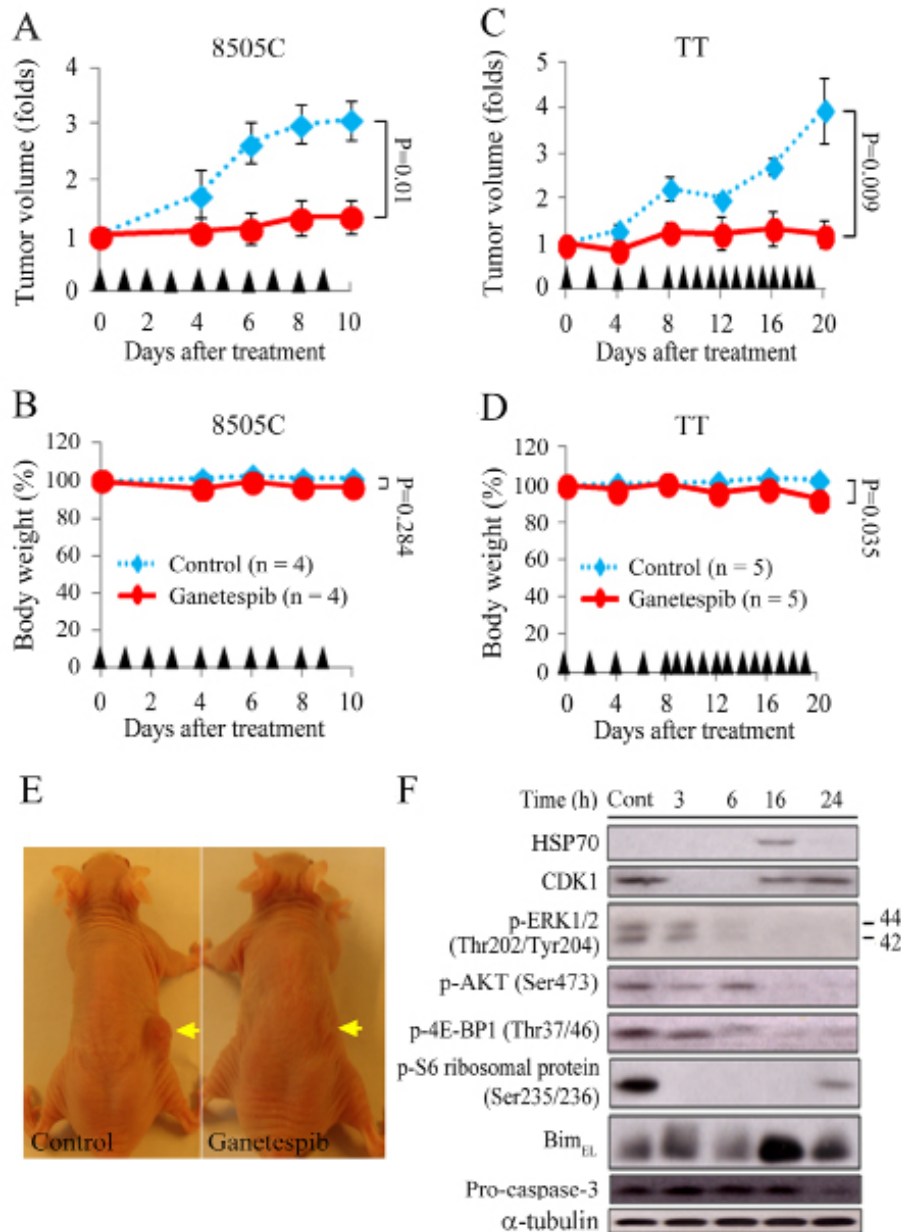 A
8505C
Tumor volume (folds)
4
3
2
1
0
P=0.01
0 2 4 6 8 10
Days after treatment
C
TT
Tumor volume (folds)
5
4
3
2
1
0
P=0.009
0 4 8 12 16 20
Days after treatment
B
8505C
Body weight (%)
120
100
80
60
40
20
0
P=0.284
Control (n = 4)
Ganetespib (n = 4)
0 2 4 6 8 10
Days after treatment
D
TT
Body weight (%)
120
100
80
60
40
20
0
P=0.035
Control (n = 5)
Ganetespib (n = 5)
0 4 8 12 16 20
Days after treatment
E
Control
Ganetespib
F
Time (h) Cont 3 6 16 24
HSP70
CDK1
p-ERK1/2
(Thr202/Tyr204)
44
42
p-AKT (Ser473)
p-4E-BP1 (Thr37/46)
p-S6 ribosomal protein
(Ser235/236)
BimEL
Pro-caspase-3
α-tubulin